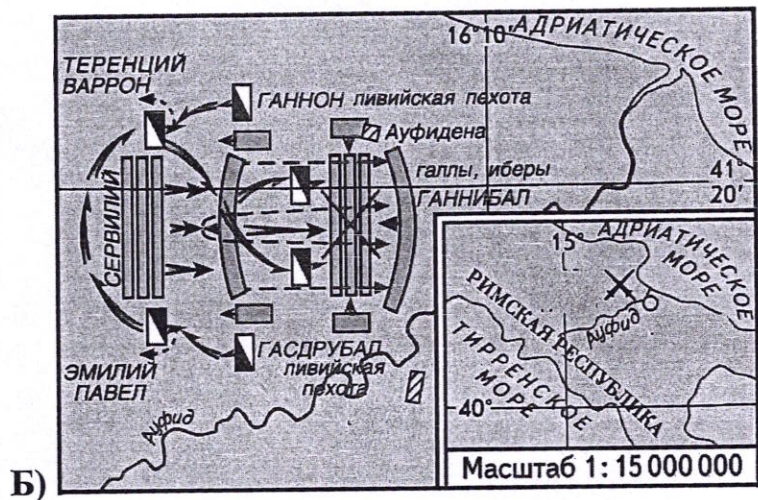 16°10'
АДРИАТИЧЕСКОЕ МОРЕ
ТЕРЕНЦИЙ
ВАРРОН
ГАННОН ливийская пехота
Ауфидена
галлы, иберы
41°
20'
ГАННИБАЛ
СЕРВИЛИЙ
ЭМИЛИЙ
ПАВЕЛ
ГАСДРУБАЛ
ливийская
пехота
Ауфид
15°
АДРИАТИЧЕСКОЕ
МОРЕ
РИМСКАЯ РЕСПУБЛИКА
Ауфид
ТИРРЕНСКОЕ
МОРЕ
40°
Масштаб 1:15 000 000
Б)